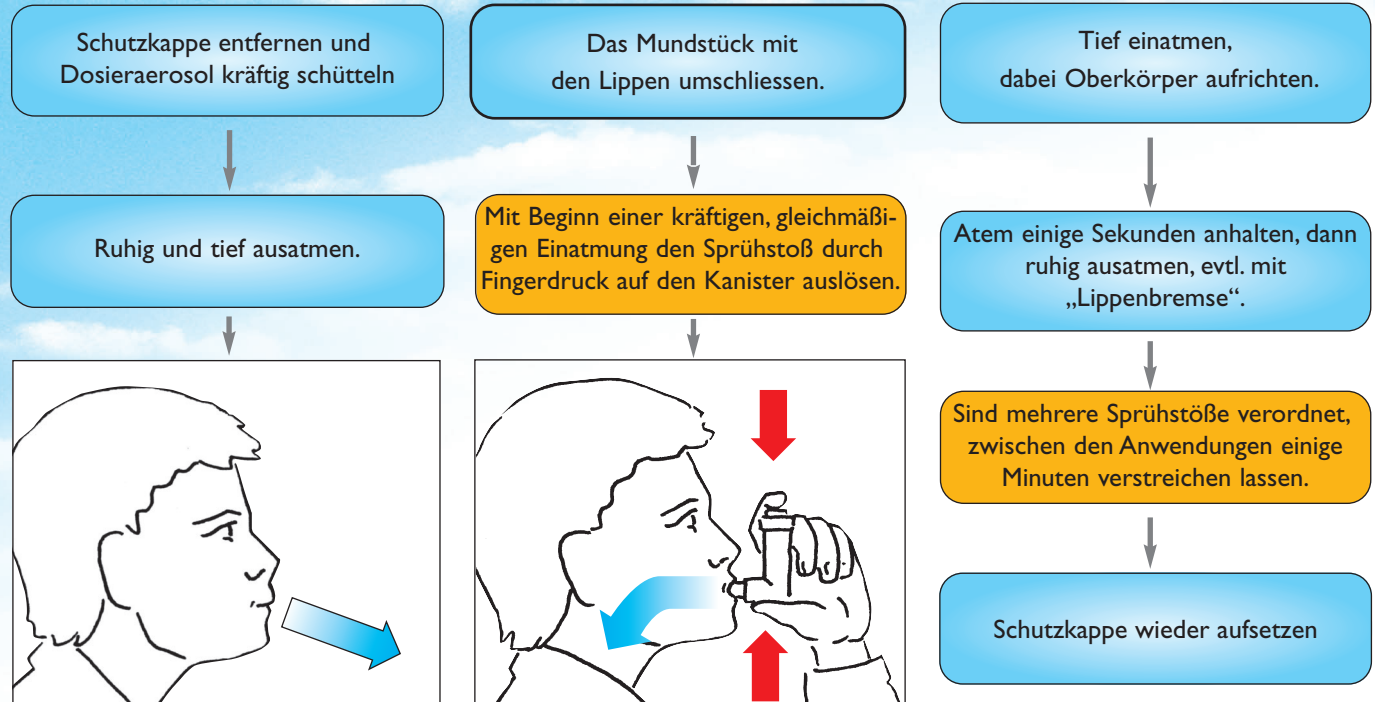 Schutzkappe entfernen und
Dosieraerosol kräftig schütteln
Ruhig und tief ausatmen.
Das Mundstück mit
den Lippen umschliessen.
Mit Beginn einer kräftigen, gleichmäßi-
gen Einatmung den Sprühstoß durch
Fingerdruck auf den Kanister auslösen.
Tief einatmen,
dabei Oberkörper aufrichten.
Atem einige Sekunden anhalten, dann
ruhig ausatmen, evtl. mit
„Lippenbremse“.
Sind mehrere Sprühstöße verordnet,
zwischen den Anwendungen einige
Minuten verstreichen lassen.
Schutzkappe wieder aufsetzen